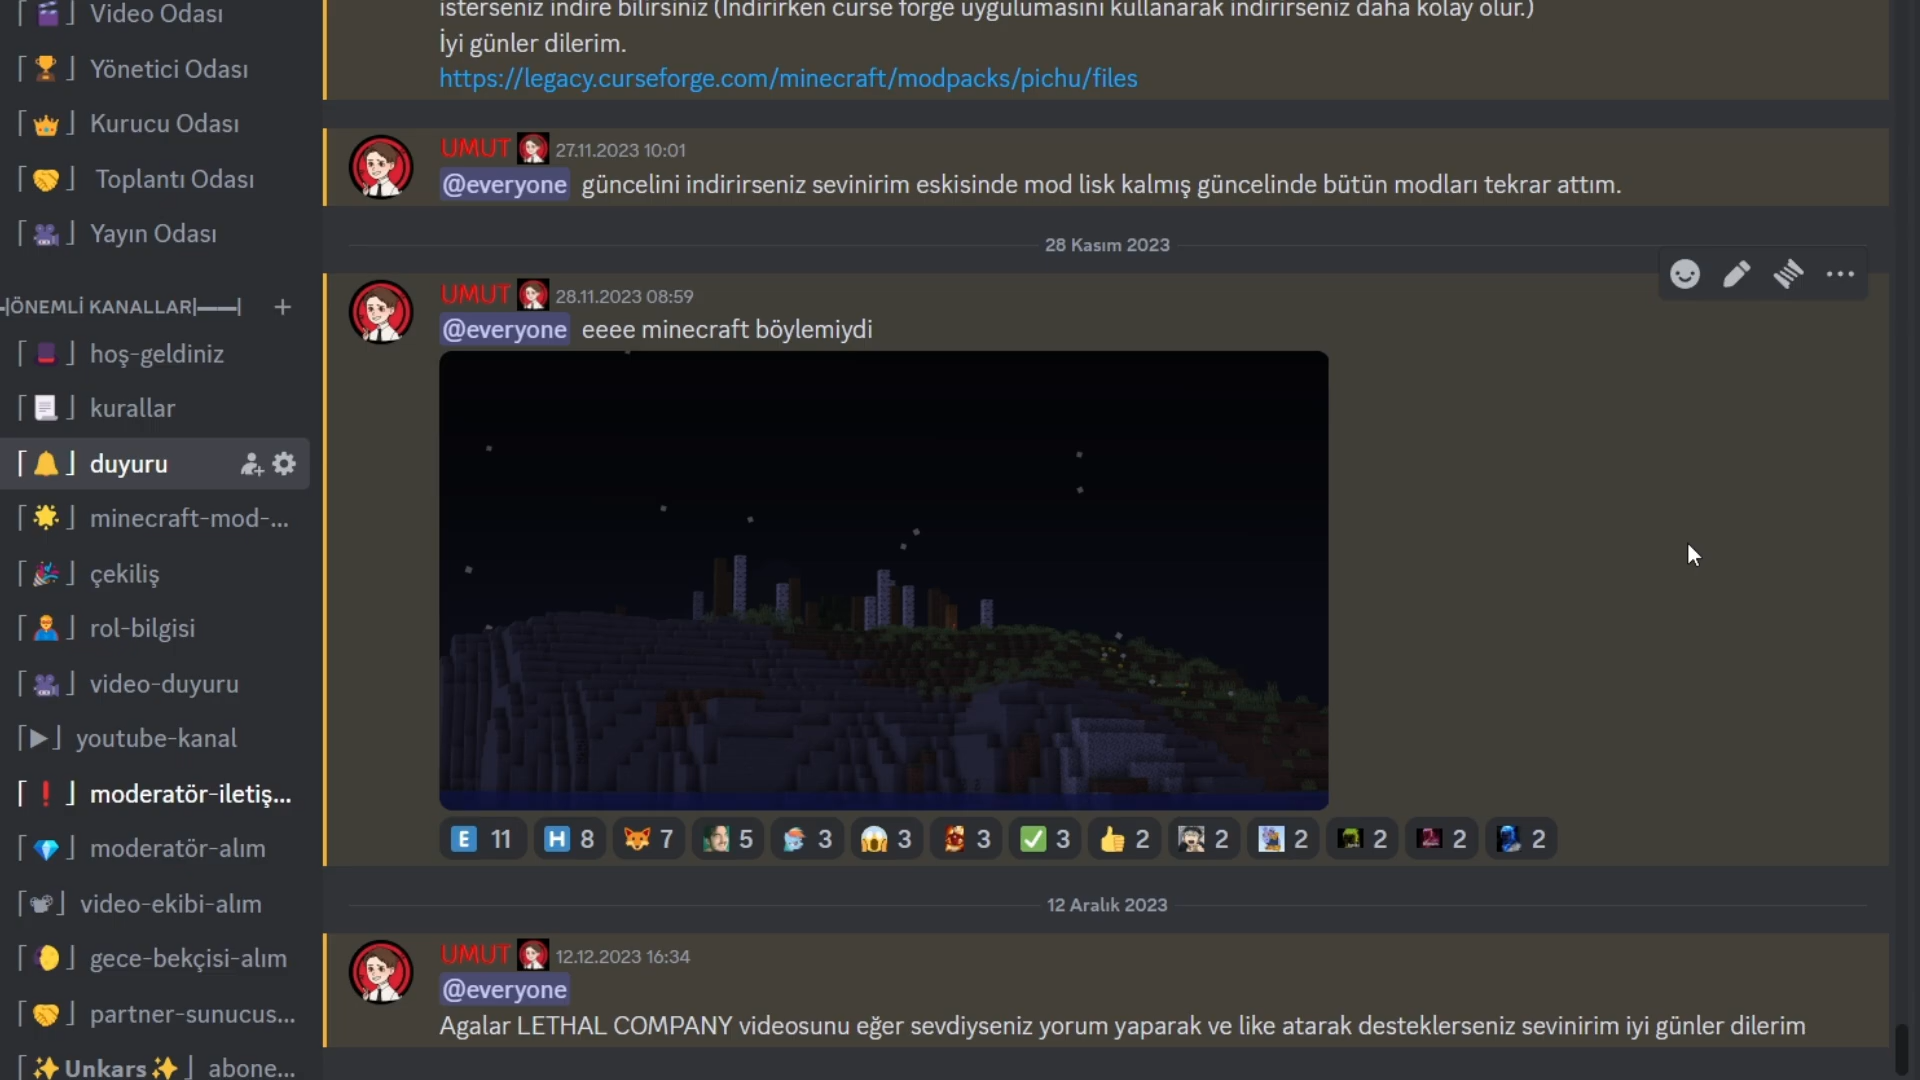 Video Odası
Yönetici Odası
Kurucu Odası
Toplantı Odası
Yayın Odası
|ÖNEMLİ KANALLAR|
hoş-geldiniz
kurallar
duyuru
minecraft-mod-...
çekiliş
rol-bilgisi
video-duyuru
youtube-kanal
moderatör-iletiş...
moderatör-alım
video-ekibi-alım
gece-bekçisi-alım
partner-sunucus...
Unkars abone...
isterseniz indire bilirsiniz (İndirirken curse forge uygulumasını kullanarak indirirseniz daha kolay olur.)
İyi günler dilerim.
https://legacy.curseforge.com/minecraft/modpacks/pichu/files
UMUT 27.11.2023 10:01
@everyone güncelini indirirseniz sevinirim eskisinde mod lisk kalmış güncelinde bütün modları tekrar attım.
28 Kasım 2023
UMUT 28.11.2023 08:59
@everyone eeee minecraft böylemiydi
E 11 H 8 7 5 3 3 3 3 2 2 2 2 2 2
12 Aralık 2023
UMUT 12.12.2023 16:34
@everyone
Agalar LETHAL COMPANY videosunu eğer sevdiyseniz yorum yaparak ve like atarak desteklerseniz sevinirim iyi günler dilerim